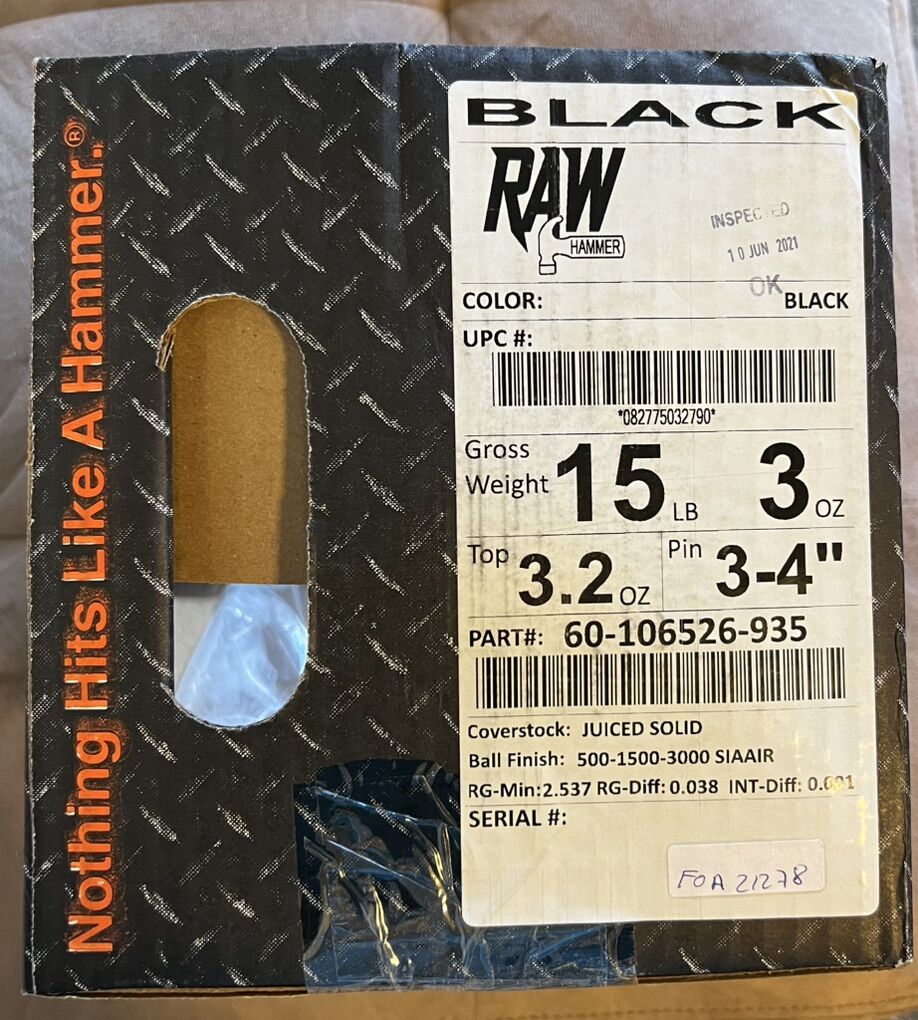 Nothing Hits Like A Hammer.®
BLACK
RAW
HAMMER
INSPECTED
10 JUN 2021
OK
COLOR: BLACK
UPC #:
*082775032790*
Gross Weight 15 LB 3 OZ
Top 3.2 OZ Pin 3-4"
PART#: 60-106526-935
Coverstock: JUICED SOLID
Ball Finish: 500-1500-3000 SIAAIR
RG-Min:2.537 RG-Diff: 0.038 INT-Diff: 0.001
SERIAL #:
FOA 21278